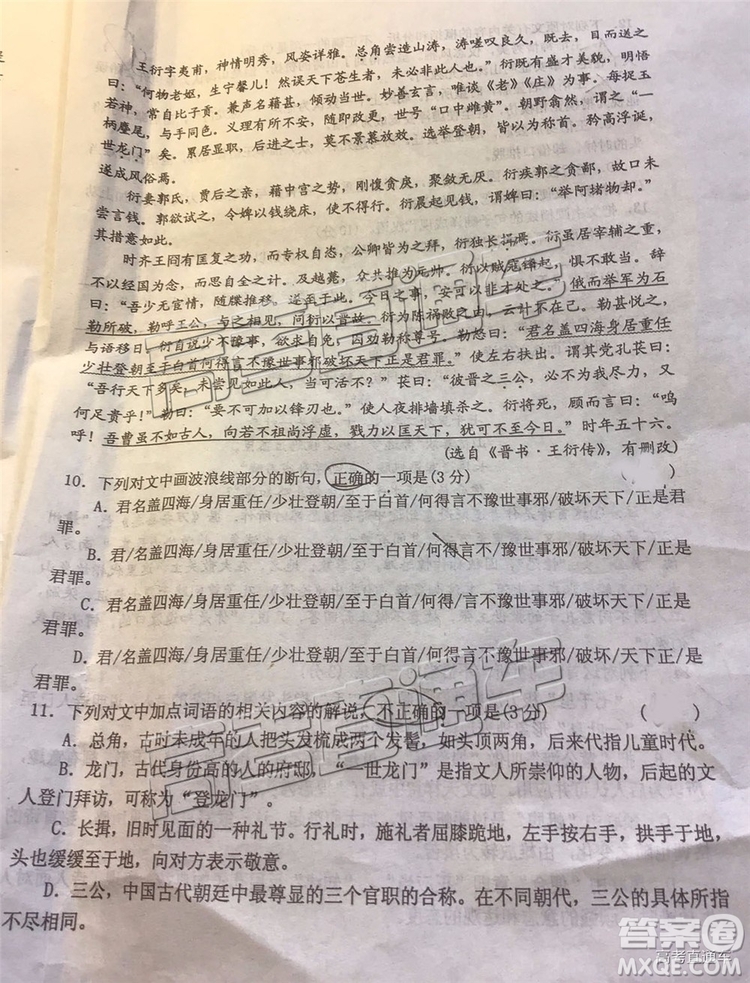 王衍字夷甫，神情明秀，风姿详雅。总角尝造山涛，涛嗟叹良久，既去，目而送之
曰：“何物老妪，生宁馨儿！然误天下苍生者，未必非此人也。”衍既有盛才美貌，明悟
若神，常自比子贡。兼声名藉甚，倾动当世。妙善玄言，唯谈《老》《庄》为事。每捉玉
柄麈尾，与手同色。义理有所不安，随即改更，世号“口中雌黄”。朝野翕然，谓之“一
世龙门”矣。累居显职，后进之士，莫不景慕放效。选举登朝，皆以为称首。矜高浮诞，
遂成风俗焉。
衍妻郭氏，贾后之亲，藉中宫之势，刚愎贪戾，聚敛无厌。衍疾郭之贪鄙，故口未
尝言钱。郭欲试之，令婢以钱绕床，使不得行。衍晨起见钱，谓婢曰：“举阿堵物却。”
其措意如此。
时齐王冏有匡复之功，而专权自恣，公卿皆为之拜，衍独长揖焉。衍虽居宰辅之重，
不以经国为念，而思自全之计。及越薨，众共推为元帅。衍以贼寇锋起，惧不敢当。辞
曰：“吾少无宦情，随牒推移，遂至于此。今日之事，安可以非才处之。”俄而举军为石
勒所破，勒呼王公，与之相见，问衍以晋故。衍为陈祸败之由，云计不在己。勒甚悦之，
与语移日。衍自说少不豫事，欲求自免，因劝勒称尊号。勒怒曰：“君名盖四海身居重任
少壮登朝至于白首何得言不豫世事邪破坏天下正是君罪。”使左右扶出。谓其党孔苌曰：
“吾行天下多矣，未尝见如此人，当可活不？”苌曰：“彼晋之三公，必不为我尽力，又
何足贵乎！”勒曰：“要不可加以锋刃也。”使人夜排墙填杀之。衍将死，顾而言曰：“呜
呼！吾曹虽不如古人，向若不祖尚浮虚，戮力以匡天下，犹可不至今日。”时年五十六。
（选自《晋书·王衍传》，有删改）
10．下列对文中画波浪线部分的断句，正确的一项是(3分) （ ）
A．君名盖四海/身居重任/少壮登朝/至于白首/何得言不豫世事邪/破坏天下/正是君
罪。
B．君/名盖四海/身居重任/少壮登朝/至于白首/何得言不/豫世事邪/破坏天下/正是
君罪。
C．君名盖四海/身居重任/少壮登朝/至于白首/何得言不豫世事邪/破坏天下/正是
君罪。
D．君/名盖四海/身居重任/少壮登朝/至于白首/何得言不豫世事邪/破坏/天下正是
君罪。
11．下列对文中加点词语的相关内容的解说，不正确的一项是(3分) （ ）
A．总角，古时未成年的人把头发梳成两个发髻，如头顶两角，后来代指儿童时代。
B．龙门，古代身份高的人的府邸，“一世龙门”是指文人所崇仰的人物，后起的文
人登门拜访，可称为“登龙门”。
C．长揖，旧时见面的一种礼节。行礼时，施礼者屈膝跪地，左手按右手，拱手于地，
头也缓缓至于地，向对方表示敬意。
D．三公，中国古代朝廷中最尊显的三个官职的合称。在不同朝代，三公的具体所指
不尽相同。
高考直通车
高考直通车
答案圈
高考直通车
MXQE.COM